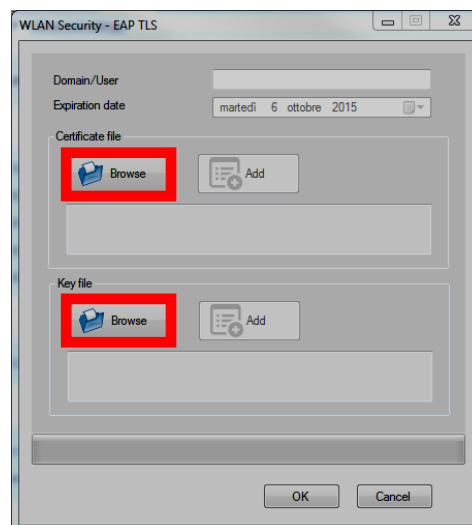 WLAN Security - EAP TLS
Domain/User
Expiration date martedì 6 ottobre 2015
Certificate file
Browse Add
Key file
Browse Add
OK Cancel